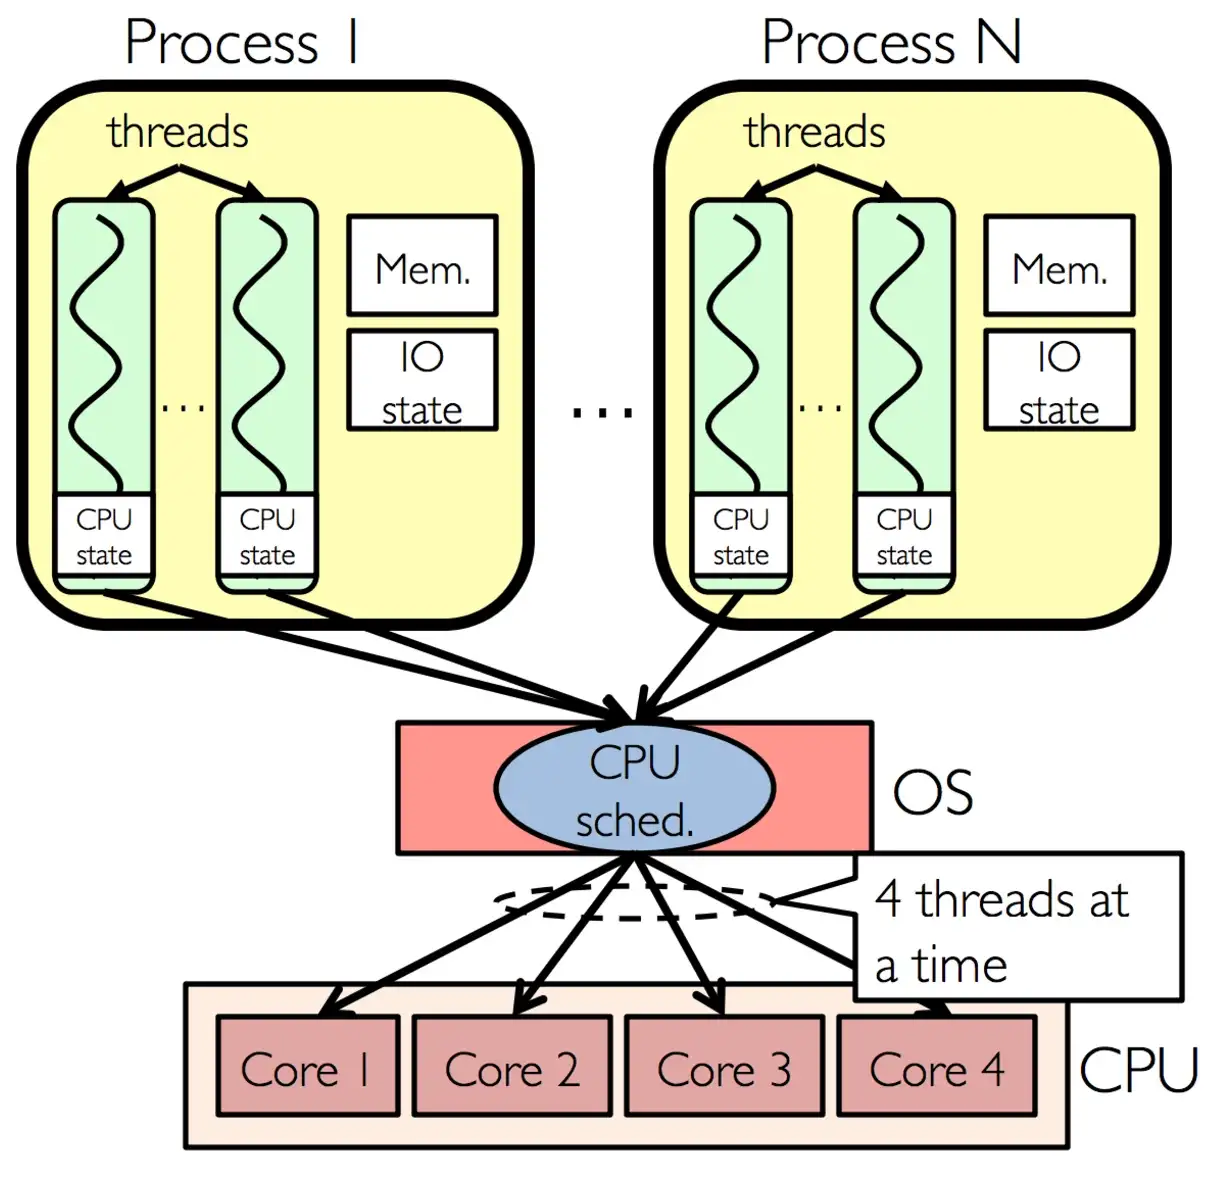 Process 1
Process N
threads
threads
Mem.
IO
state
...
CPU
state
CPU
state
...
Mem.
IO
state
...
CPU
state
CPU
state
CPU
sched.
OS
4 threads at
a time
Core 1
Core 2
Core 3
Core 4
CPU